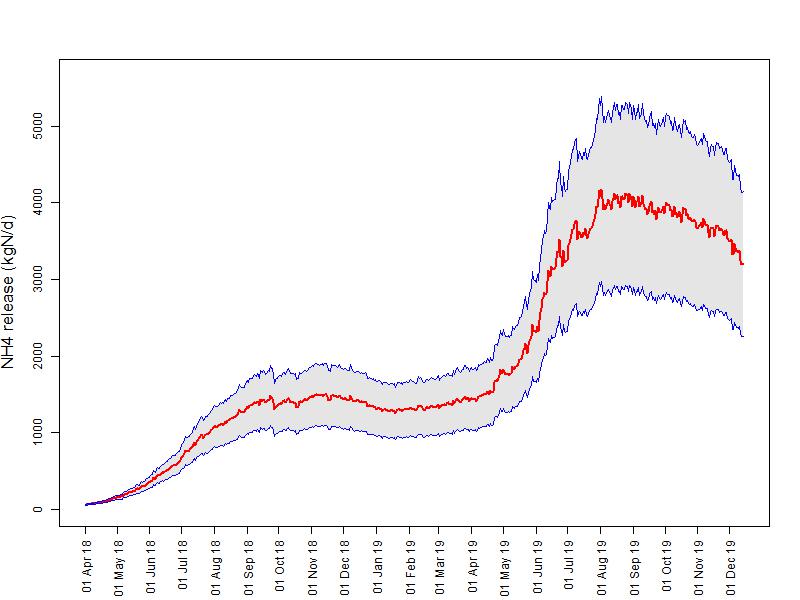 NH4 release (kgN/d)
5000
4000
3000
2000
1000
0
01 Apr 18
01 May 18
01 Jun 18
01 Jul 18
01 Aug 18
01 Sep 18
01 Oct 18
01 Nov 18
01 Dec 18
01 Jan 19
01 Feb 19
01 Mar 19
01 Apr 19
01 May 19
01 Jun 19
01 Jul 19
01 Aug 19
01 Sep 19
01 Oct 19
01 Nov 19
01 Dec 19